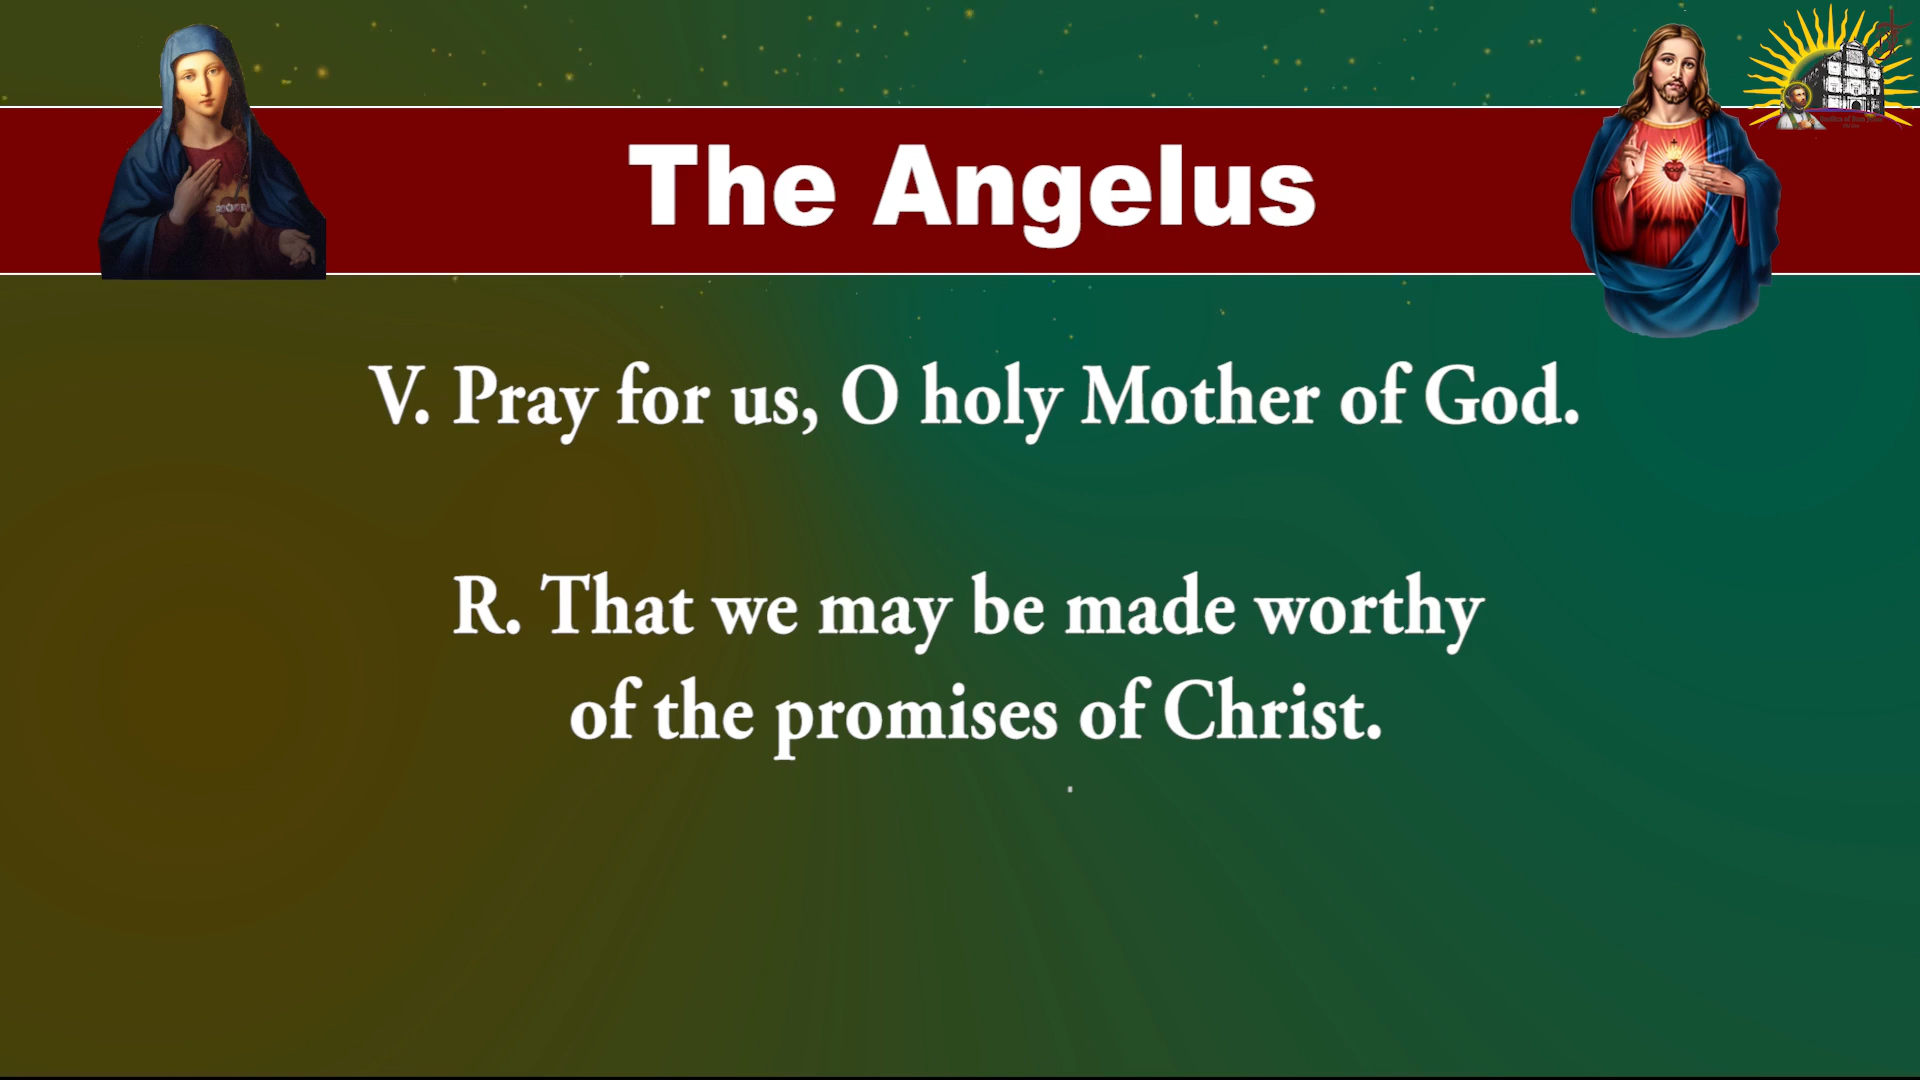 The Angelus
V. Pray for us, O holy Mother of God.
R. That we may be made worthy
of the promises of Christ.